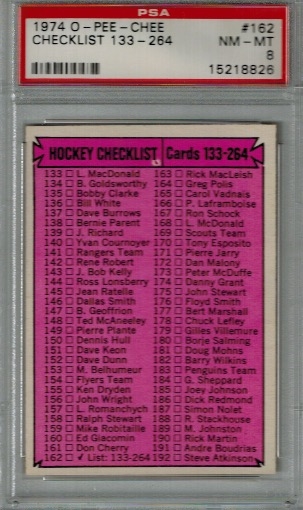 PSA
1974 O-PEE-CHEE #162
CHECKLIST 133-264 NM-MT
8
15218826
HOCKEY CHECKLIST Cards 133-264
133 □ L. MacDonald 163 □ Rick MacLeish
134 □ B. Goldsworthy 164 □ Greg Polis
135 □ Bobby Clarke 165 □ Carol Vadnais
136 □ Bill White 166 □ P. Laframboise
137 □ Dave Burrows 167 □ Ron Schock
138 □ Bernie Parent 168 □ L. McDonald
139 □ J. Richard 169 □ Scouts Team
140 □ Yvan Cournoyer 170 □ Tony Esposito
141 □ Rangers Team 171 □ Pierre Jarry
142 □ Rene Robert 172 □ Dan Maloney
143 □ J. Bob Kelly 173 □ Peter McDuffe
144 □ Ross Lonsberry 174 □ Danny Grant
145 □ Jean Ratelle 175 □ John Stewart
146 □ Dallas Smith 176 □ Floyd Smith
147 □ B. Geoffrion 177 □ Bert Marshall
148 □ Ted McAneeley 178 □ Chuck Lefley
149 □ Pierre Plante 179 □ Gilles Villemure
150 □ Dennis Hull 180 □ Borje Salming
151 □ Dave Keon 181 □ Doug Mohns
152 □ Dave Dunn 182 □ Barry Wilkins
153 □ M. Belhumeur 183 □ Penguins Team
154 □ Flyers Team 184 □ G. Sheppard
155 □ Ken Dryden 185 □ Joey Johnson
156 □ John Wright 186 □ Dick Redmond
157 □ L. Romanchych 187 □ Simon Nolet
158 □ Ralph Stewart 188 □ R. Stackhouse
159 □ Mike Robitaille 189 □ M. Johnston
160 □ Ed Giacomin 190 □ Rick Martin
161 □ Don Cherry 191 □ Andre Boudrias
162 □ ✓ List: 133-264 192 □ Steve Atkinson